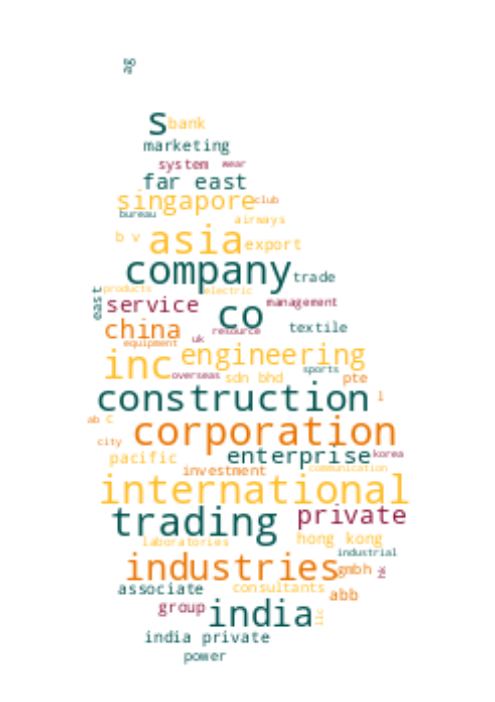 ag
s bank
marketing
system wear
far east
singapore club
bureau
airways
b v asia export
company trade
products electric
east service co management
china resource textile
equipment uk
inc engineering
overseas sdn bhd sports pte
construction l
ab c
corporation
city enterprise korea
pacific investment communication
international
trading private
laboratories hong kong
industries industrial
gmbh
associate consultants abb
group india llc
india private
power